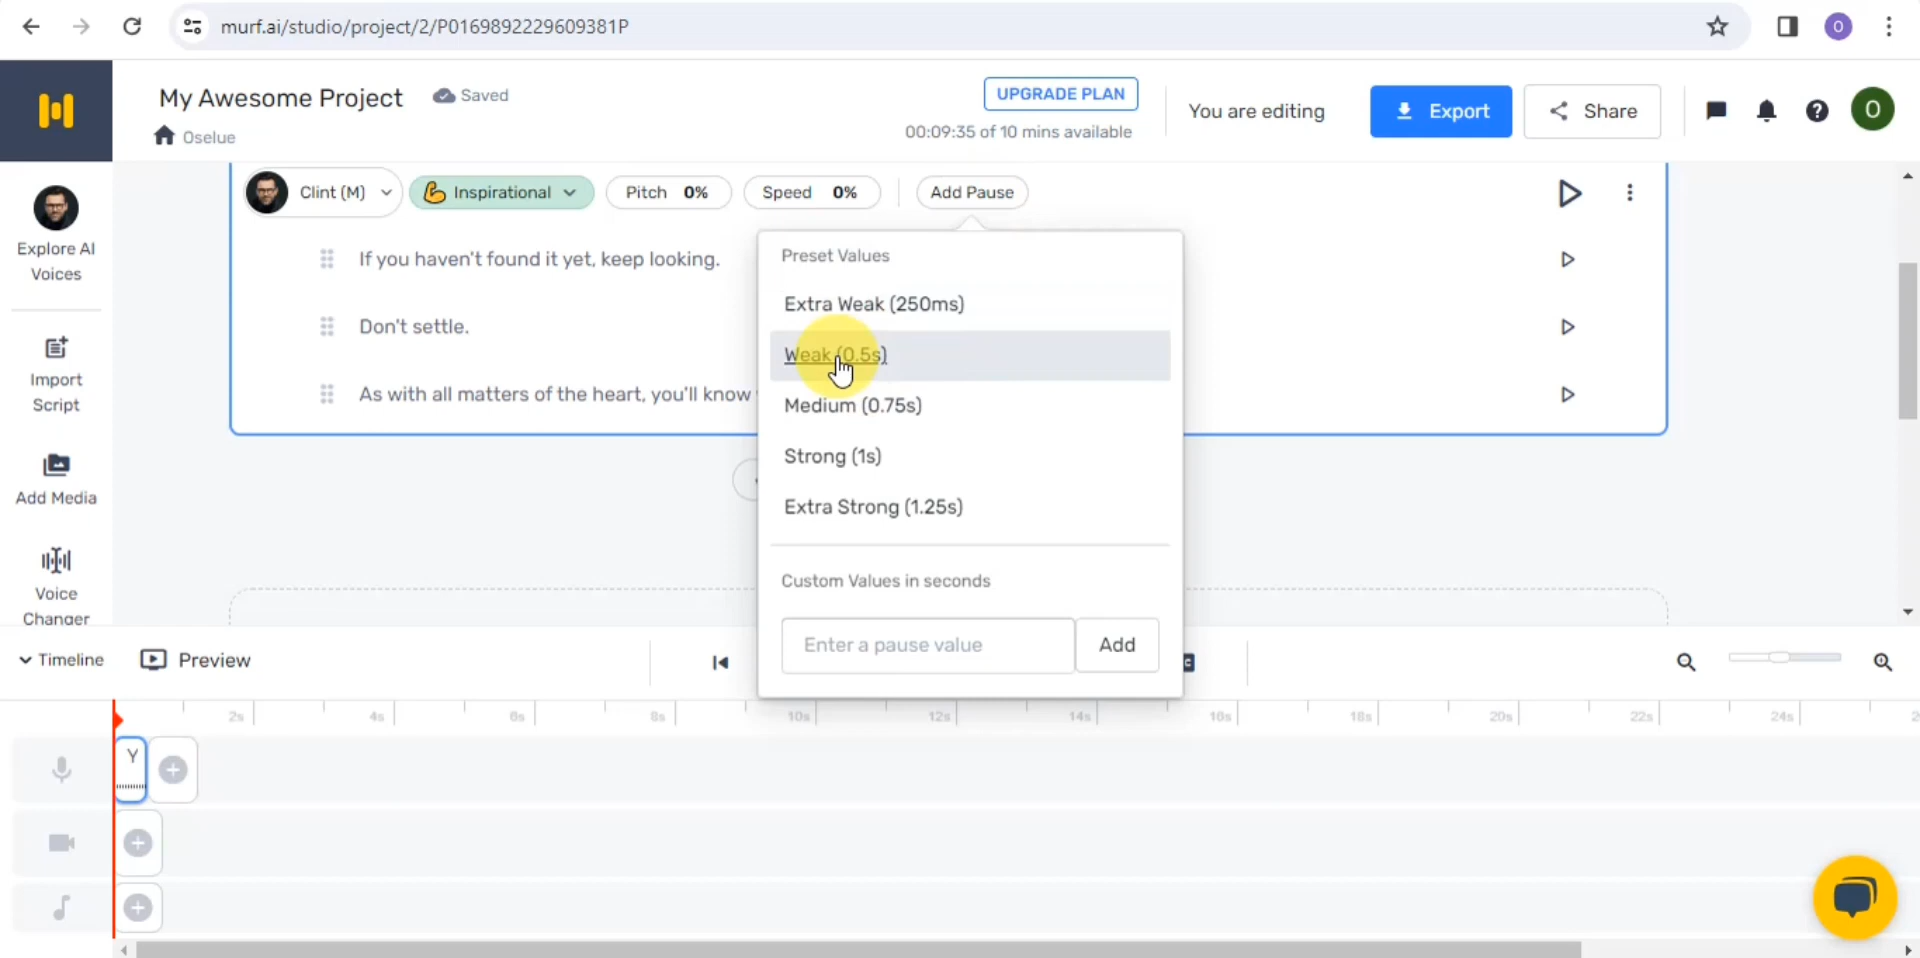 murf.ai/studio/project/2/P0169892229609381P
O
My Awesome Project
Saved
Oselue
UPGRADE PLAN
00:09:35 of 10 mins available
You are editing
Export
Share
O
Explore AI
Voices
Import
Script
Add Media
Voice
Changer
Clint (M)
Inspirational
Pitch 0%
Speed 0%
Add Pause
If you haven't found it yet, keep looking.
Don't settle.
As with all matters of the heart, you'll know
Preset Values
Extra Weak (250ms)
Weak (0.5s)
Medium (0.75s)
Strong (1s)
Extra Strong (1.25s)
Custom Values in seconds
Enter a pause value
Add
Timeline
Preview
2s 4s 6s 8s 10s 12s 14s 16s 18s 20s 22s 24s
Y